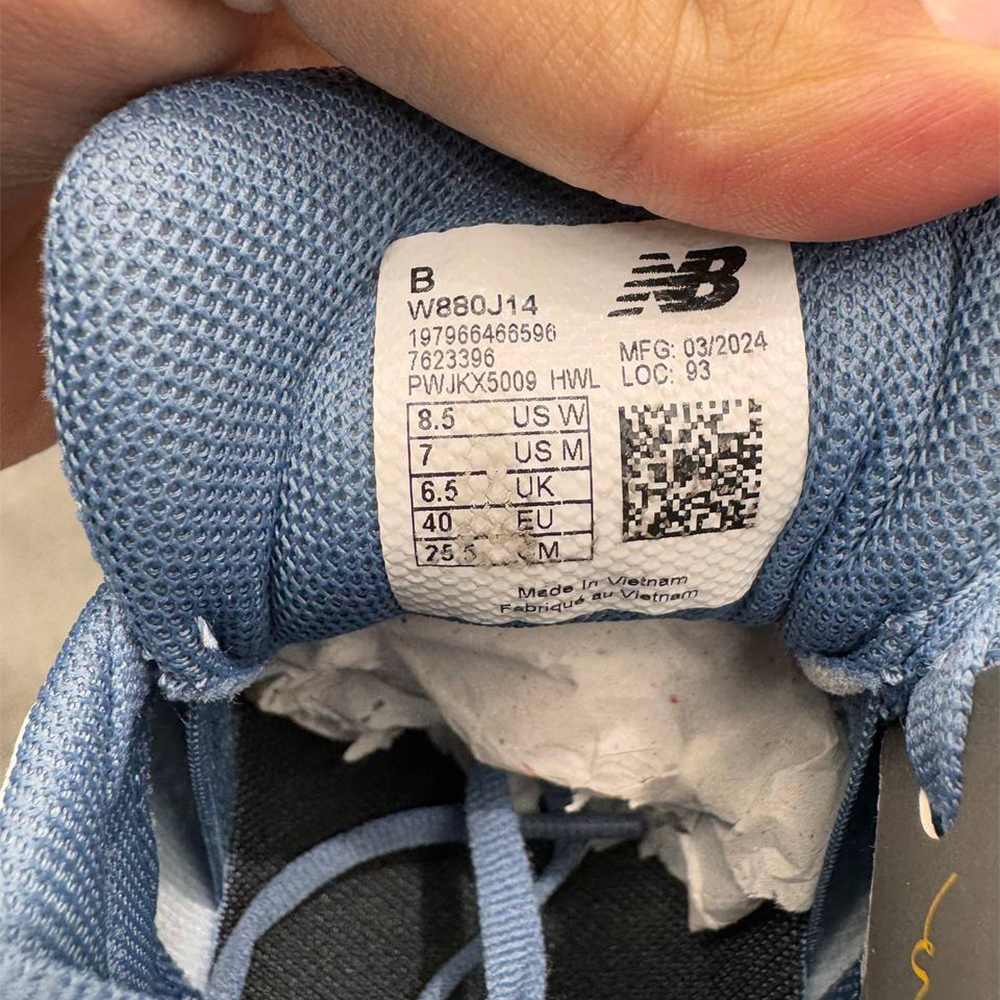 B
W880J14
197966466596
7623396
PWJKX5009 HWL
NB
MFG: 03/2024
LOC: 93
8.5 US W
7 US M
6.5 UK
40 EU
25.5
Made In Vietnam
Fabriqué au Vietnam